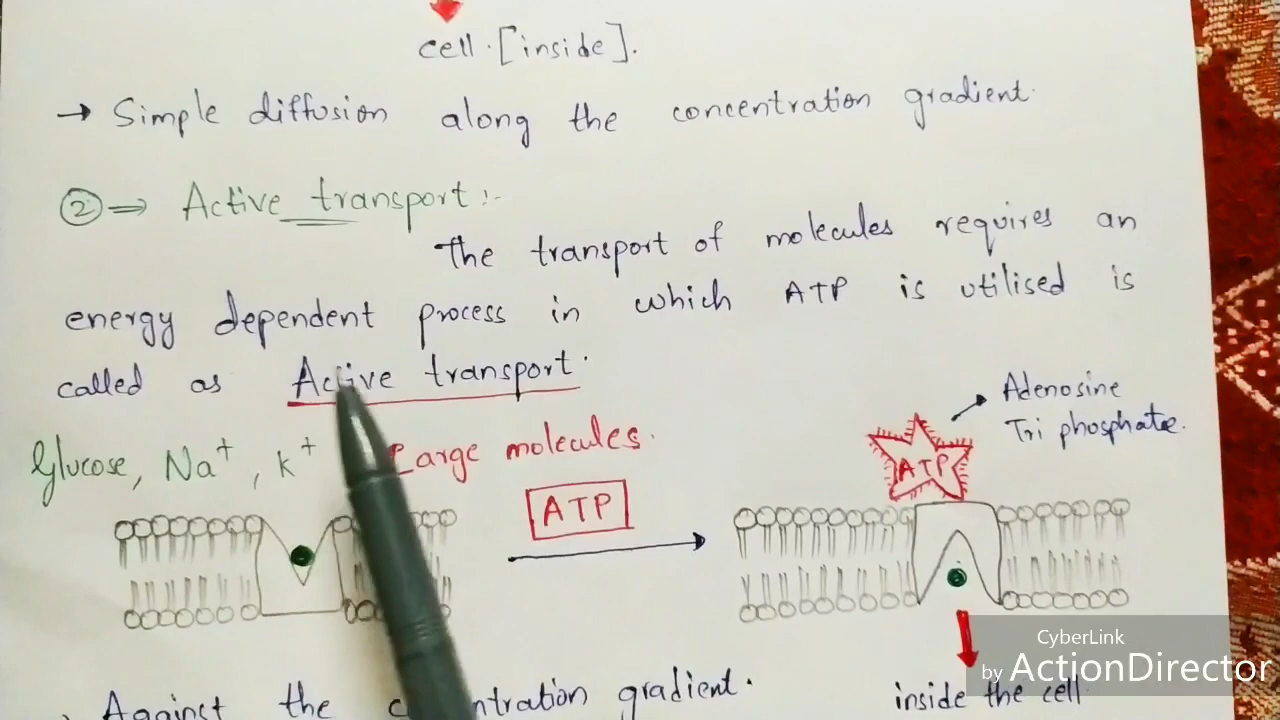 cell. [inside].
→ Simple diffusion along the concentration gradient.
② ⇒ Active transport :-
The transport of molecules requires an
energy dependent process in which ATP is utilised is
called as Active transport.
Glucose, Na⁺, K⁺ Large molecules.
Adenosine
Tri phosphate.
ATP
ATP
Against the concentration gradient.
inside the cell.
CyberLink
by ActionDirector